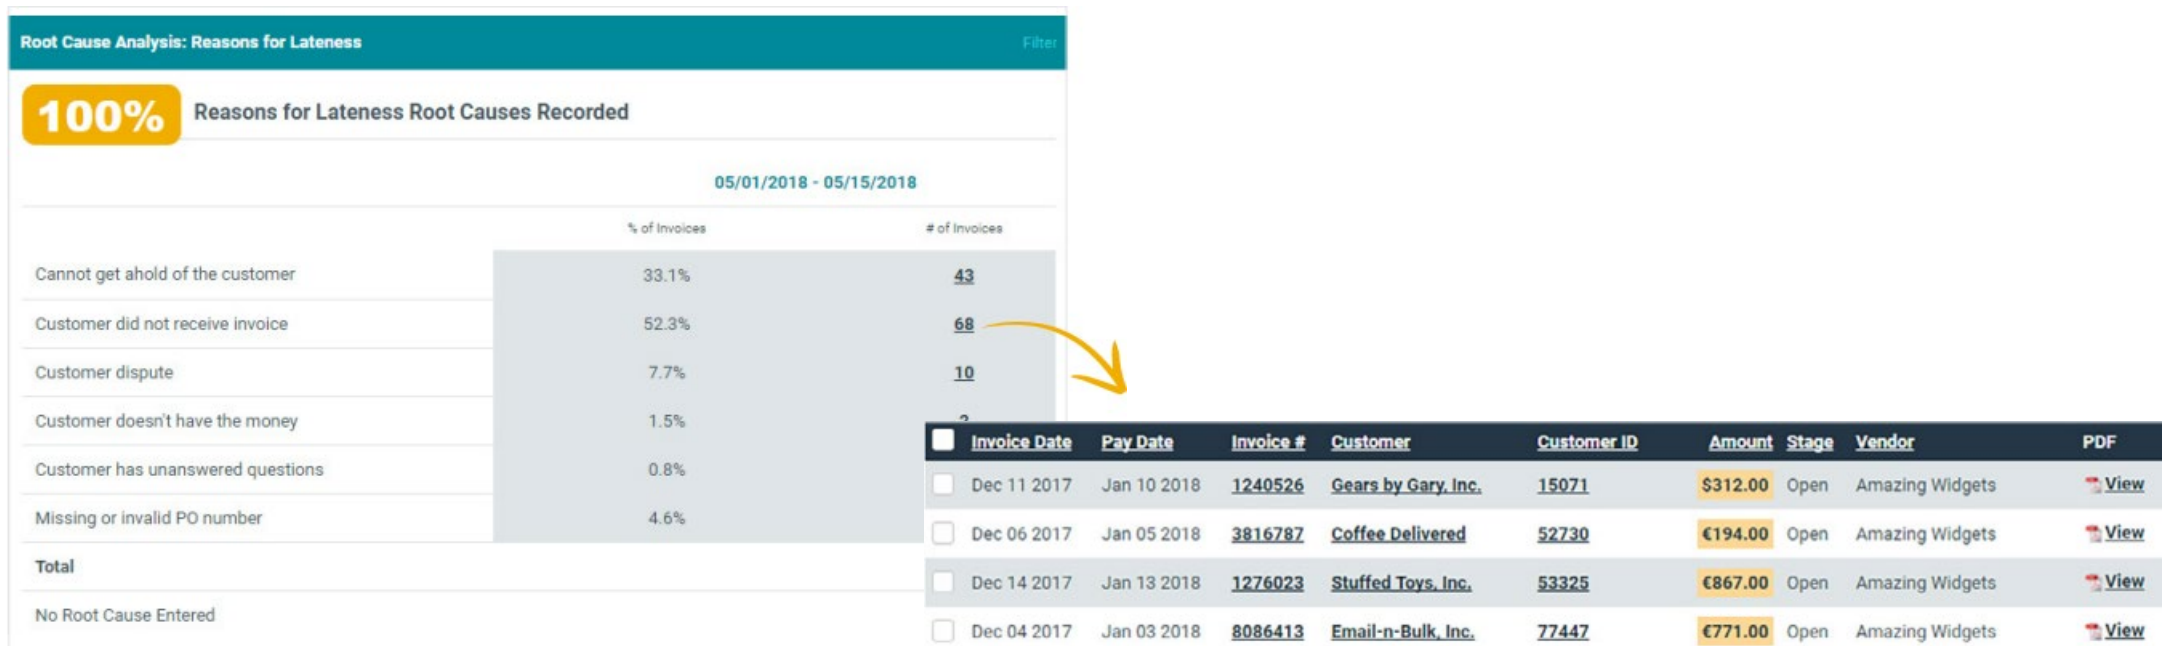 Root Cause Analysis: Reasons for Lateness Filter
100% Reasons for Lateness Root Causes Recorded
05/01/2018 - 05/15/2018
% of Invoices # of Invoices
Cannot get ahold of the customer 33.1% 43
Customer did not receive invoice 52.3% 68
Customer dispute 7.7% 10
Customer doesn't have the money 1.5%
Customer has unanswered questions 0.8%
Missing or invalid PO number 4.6%
Total
No Root Cause Entered
Invoice Date Pay Date Invoice # Customer Customer ID Amount Stage Vendor PDF
Dec 11 2017 Jan 10 2018 1240526 Gears by Gary, Inc. 15071 $312.00 Open Amazing Widgets View
Dec 06 2017 Jan 05 2018 3816787 Coffee Delivered 52730 €194.00 Open Amazing Widgets View
Dec 14 2017 Jan 13 2018 1276023 Stuffed Toys, Inc. 53325 €867.00 Open Amazing Widgets View
Dec 04 2017 Jan 03 2018 8086413 Email-n-Bulk, Inc. 77447 €771.00 Open Amazing Widgets View